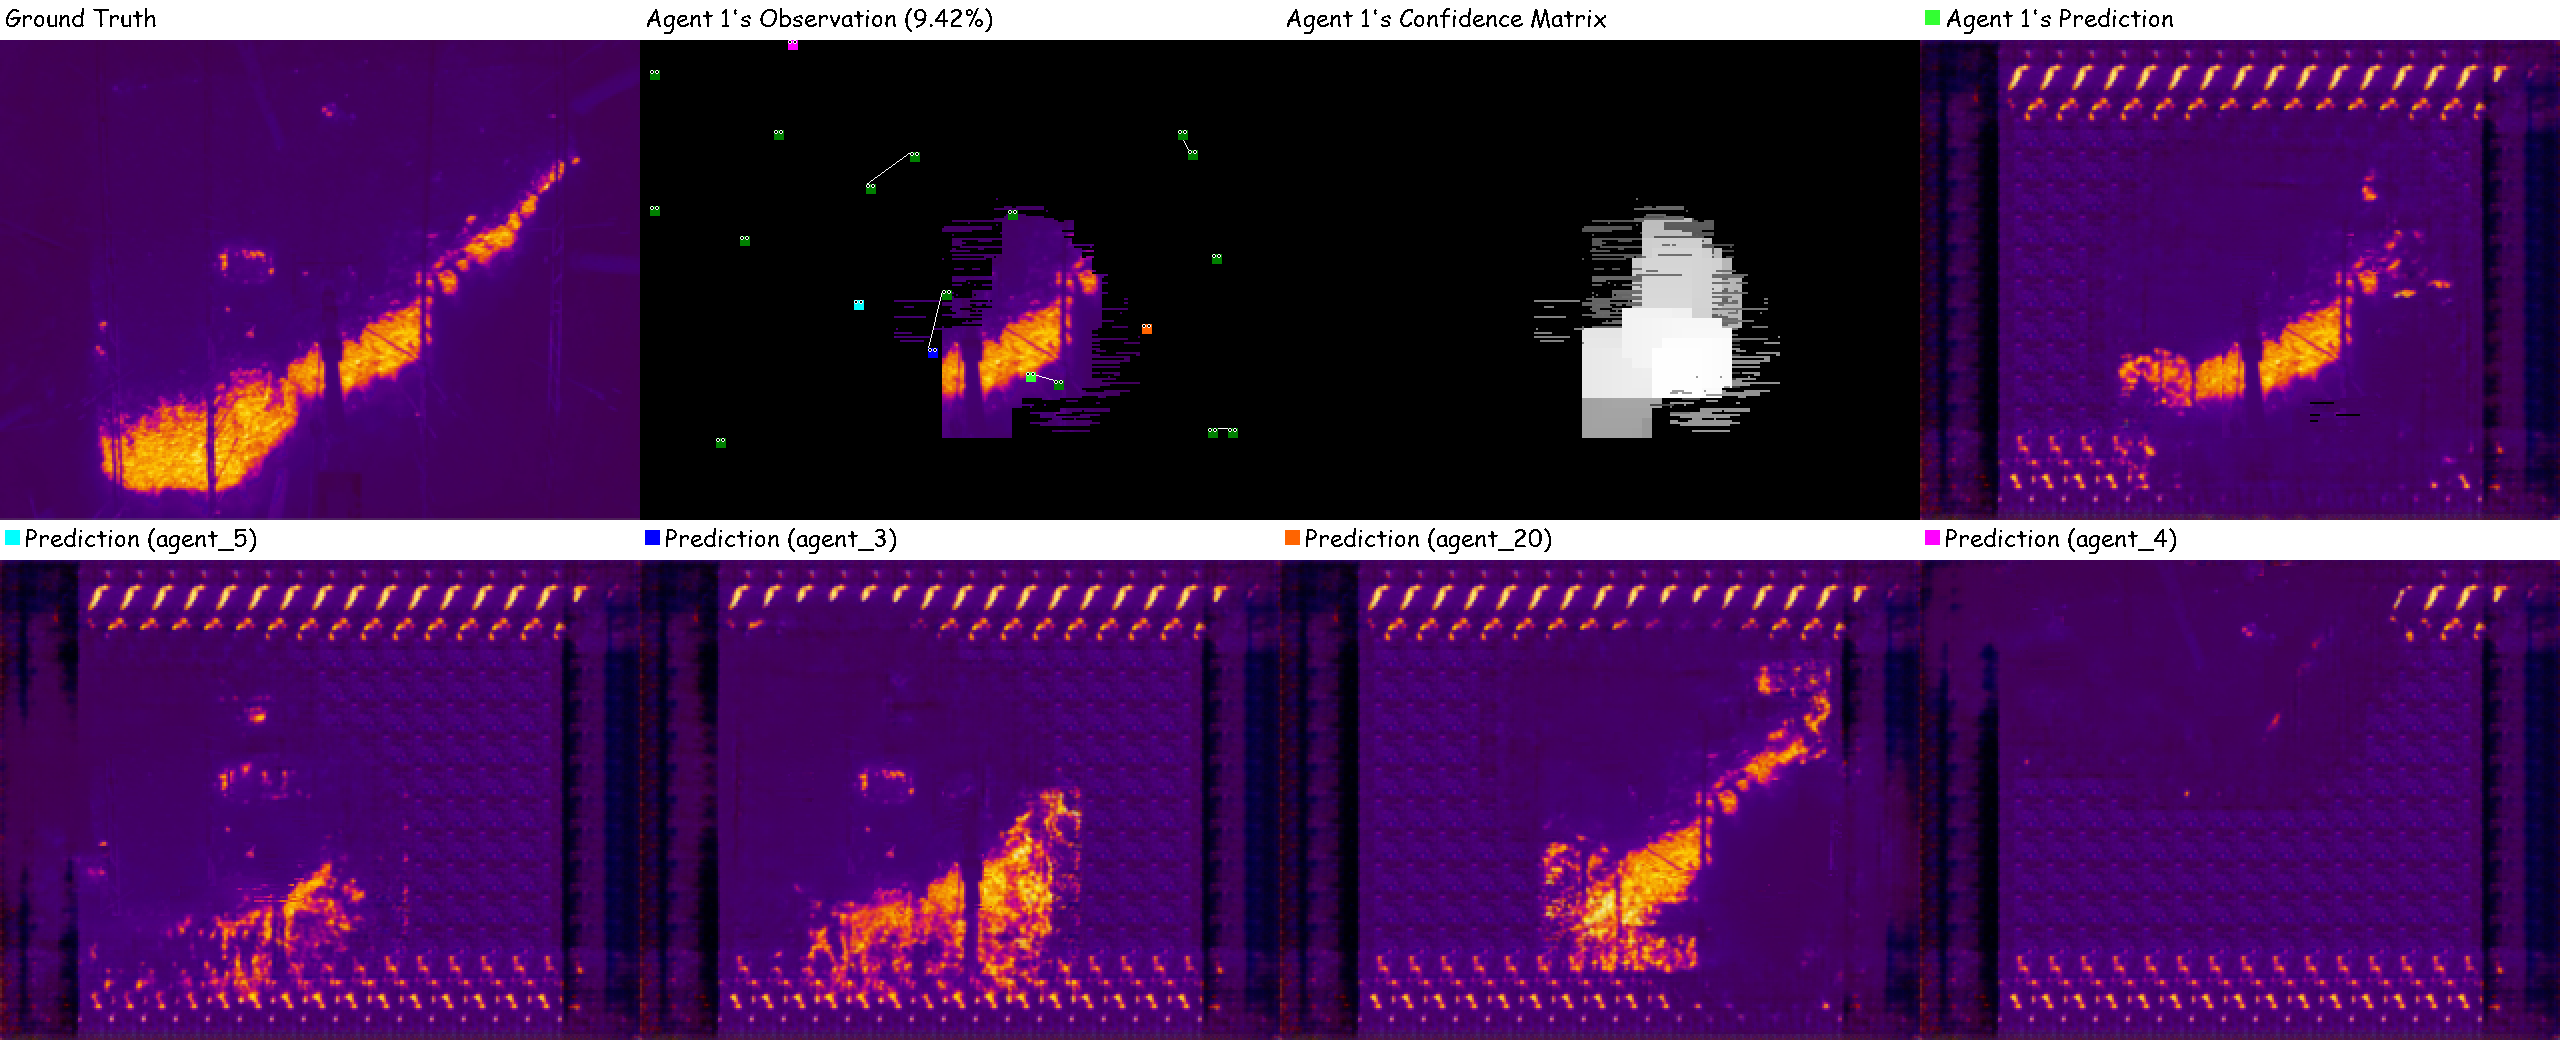 Ground Truth
Agent 1's Observation (9.42%)
Agent 1's Confidence Matrix
Agent 1's Prediction
Prediction (agent_5)
Prediction (agent_3)
Prediction (agent_20)
Prediction (agent_4)